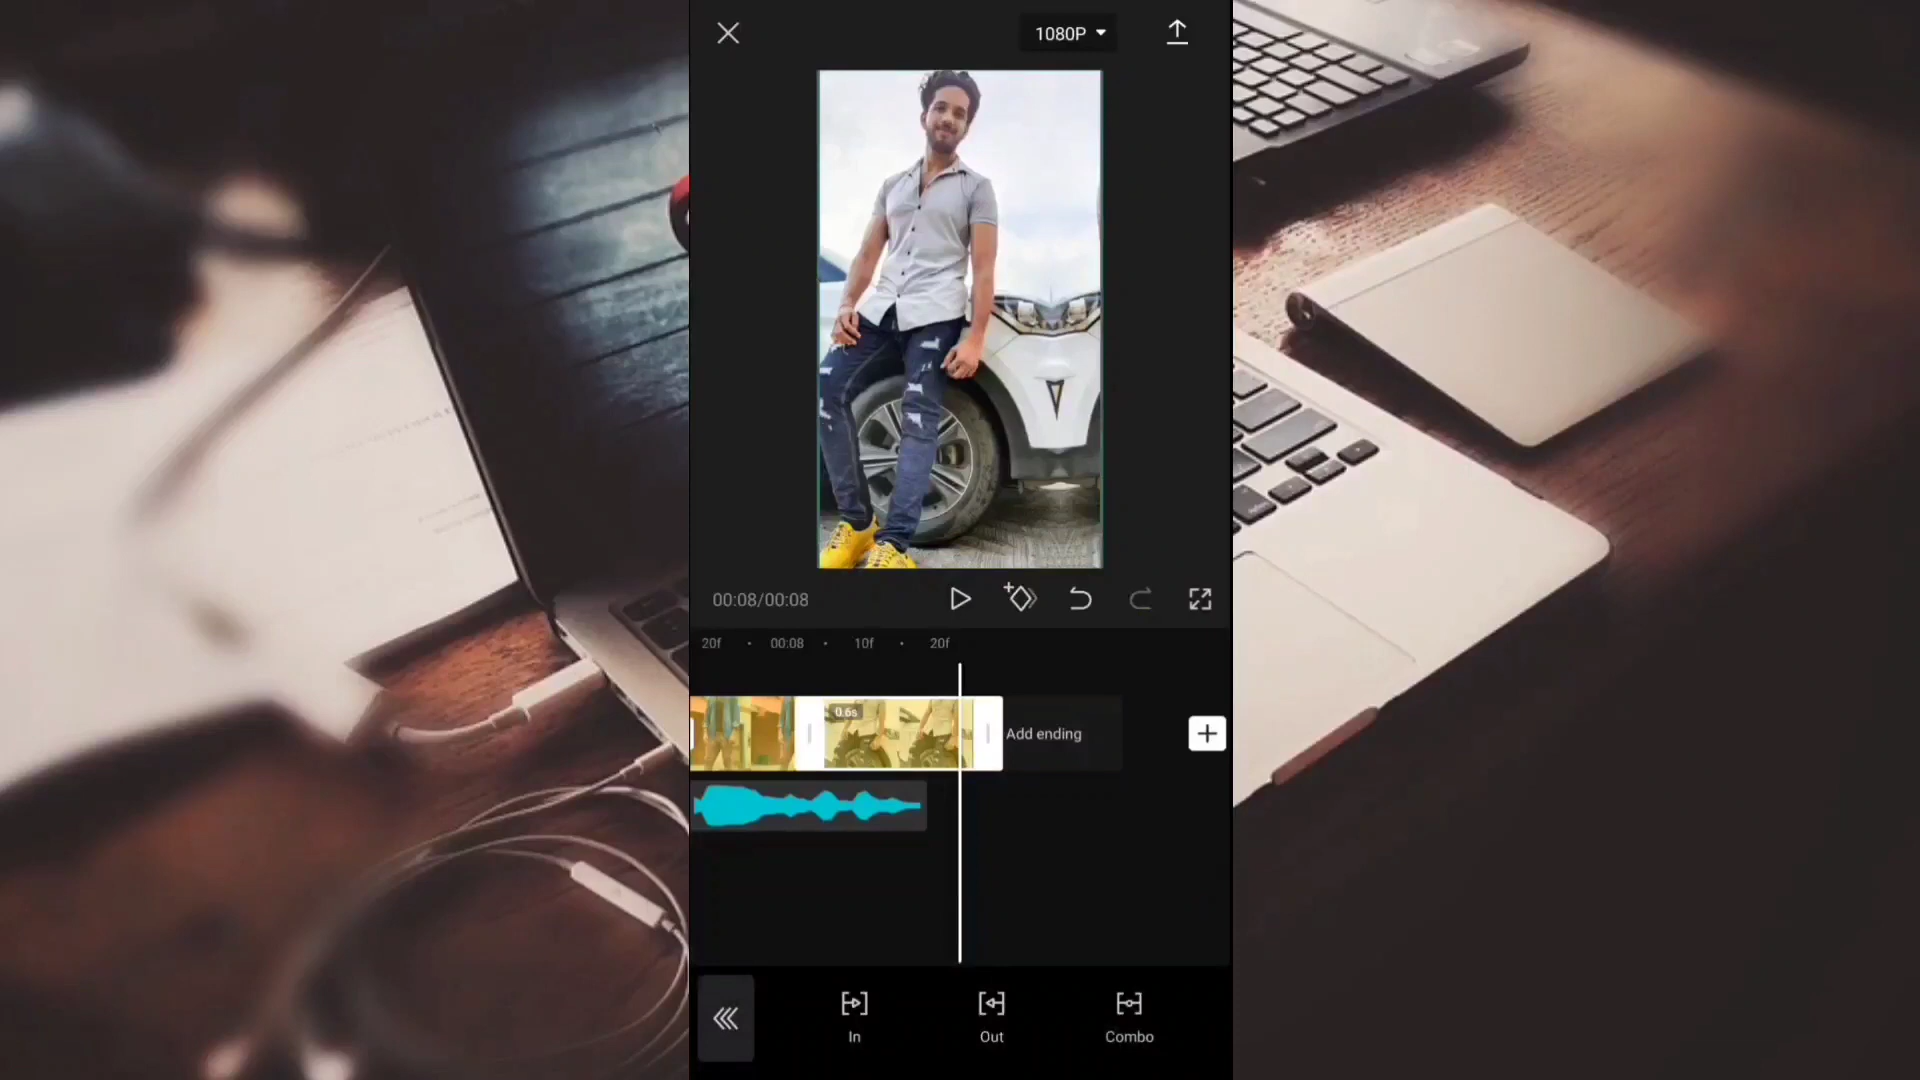 1080P
00:08/00:08
20f
00:08
10f
20f
0.6s
Add ending
In
Out
Combo